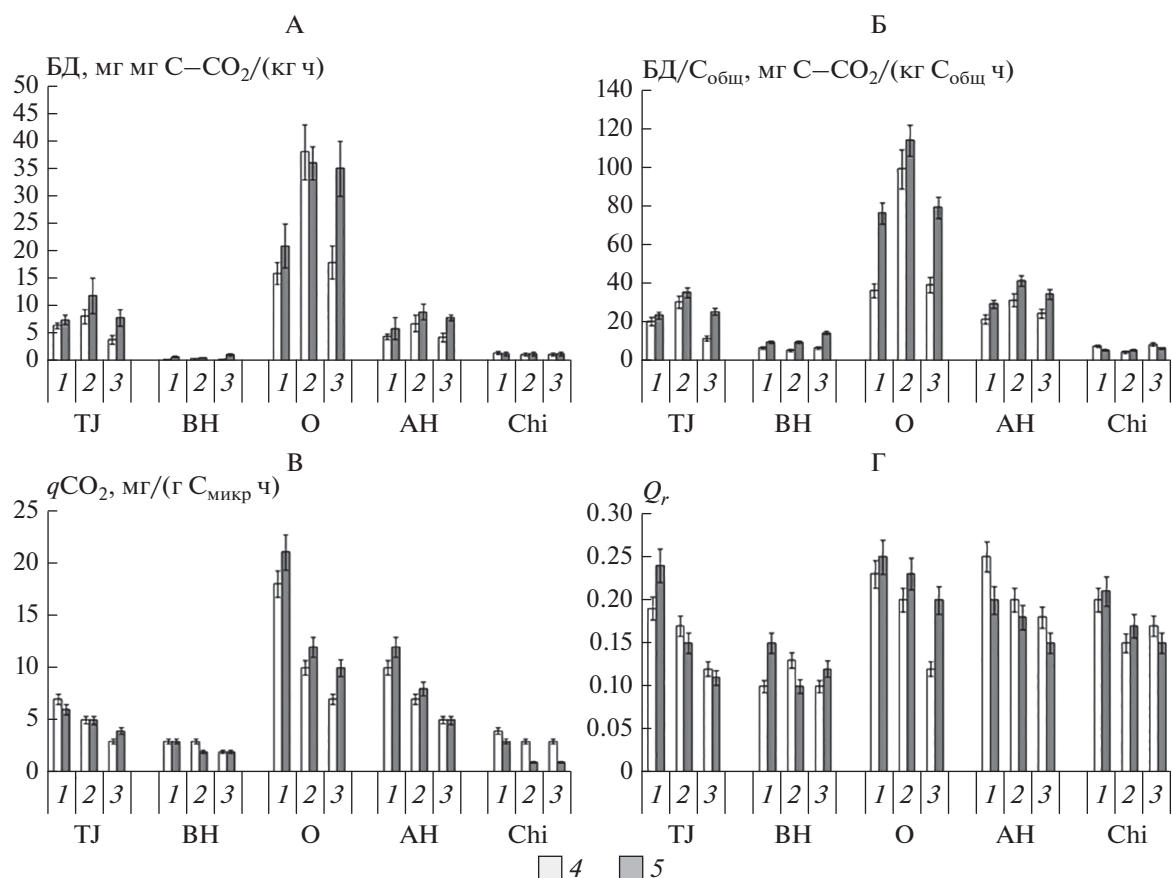 А
БД, мг мг C–CO₂/(кг ч)
50
45
40
35
30
25
20
15
10
5
0
1 2 3 1 2 3 1 2 3 1 2 3 1 2 3
TJ BH O AH Chi
Б
БД/Cобщ, мг C–CO₂/(кг Cобщ ч)
140
120
100
80
60
40
20
0
1 2 3 1 2 3 1 2 3 1 2 3 1 2 3
TJ BH O AH Chi
В
qCO₂, мг/(г Cмикр ч)
25
20
15
10
5
0
1 2 3 1 2 3 1 2 3 1 2 3 1 2 3
TJ BH O AH Chi
Г
Qr
0.30
0.25
0.20
0.15
0.10
0.05
0
1 2 3 1 2 3 1 2 3 1 2 3 1 2 3
TJ BH O AH Chi
4 5